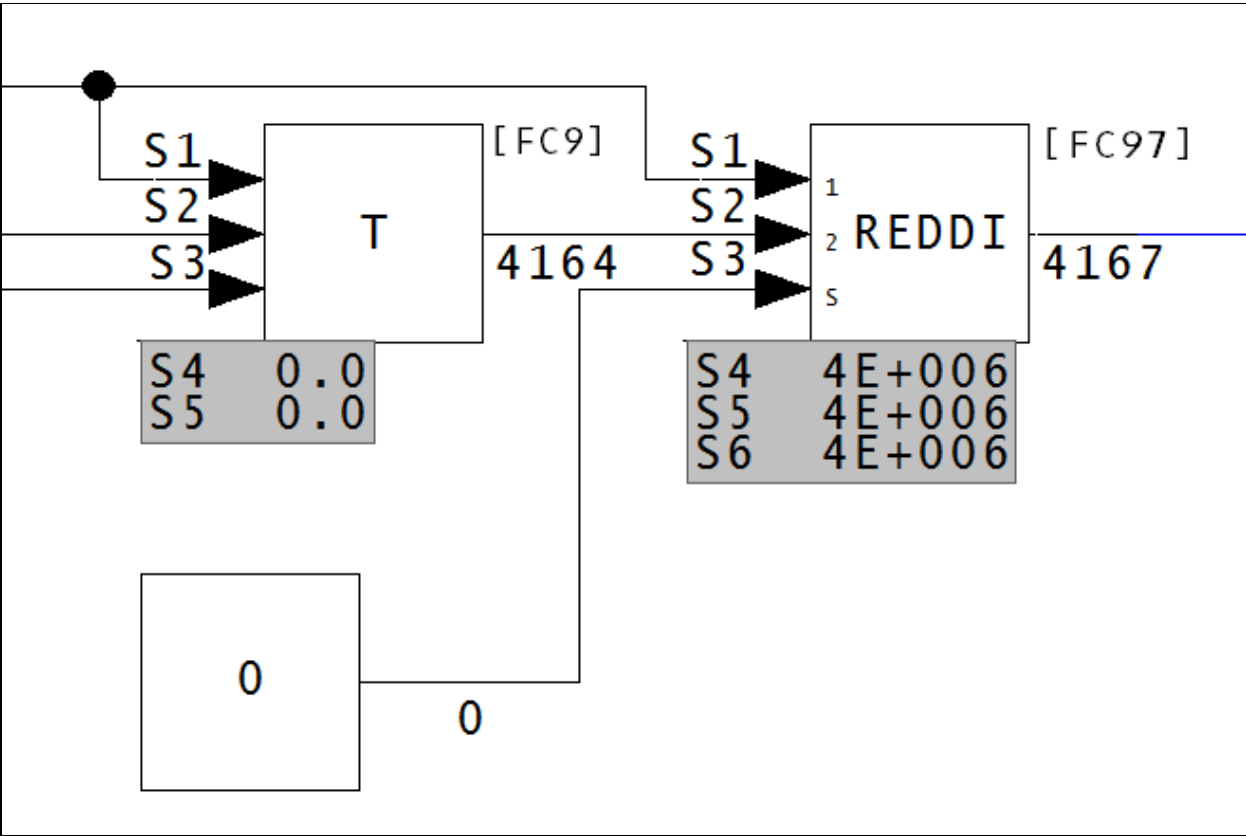 S1
[FC9]
S2
T
S3
4164
S4 0.0
S5 0.0
S1
[FC97]
1
S2
2 REDDI
S3
4167
S
S4 4E+006
S5 4E+006
S6 4E+006
0
0